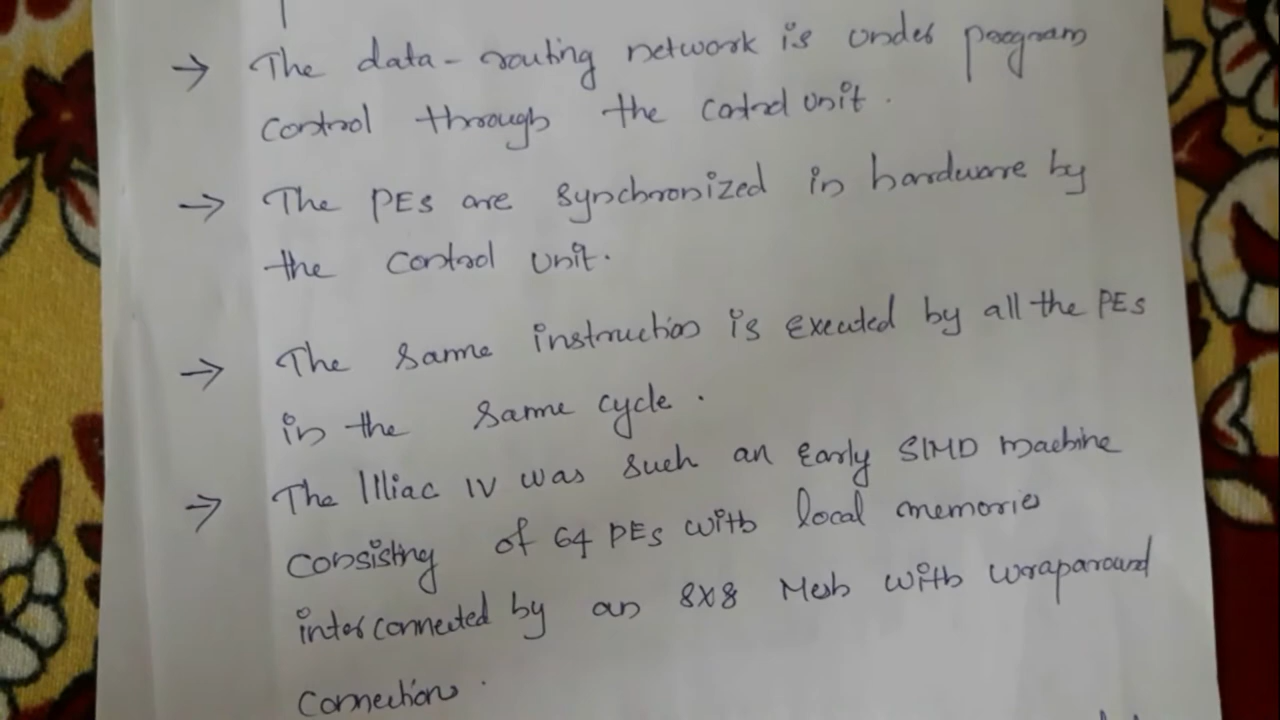 → The data-routing network is under program
control through the control unit.
→ The PEs are synchronized in hardware by
the control unit.
→ The same instruction is executed by all the PEs
in the same cycle.
→ The Illiac IV was such an Early SIMD machine
consisting of 64 PEs with local memories
interconnected by an 8x8 Mesh with wraparound
connections.